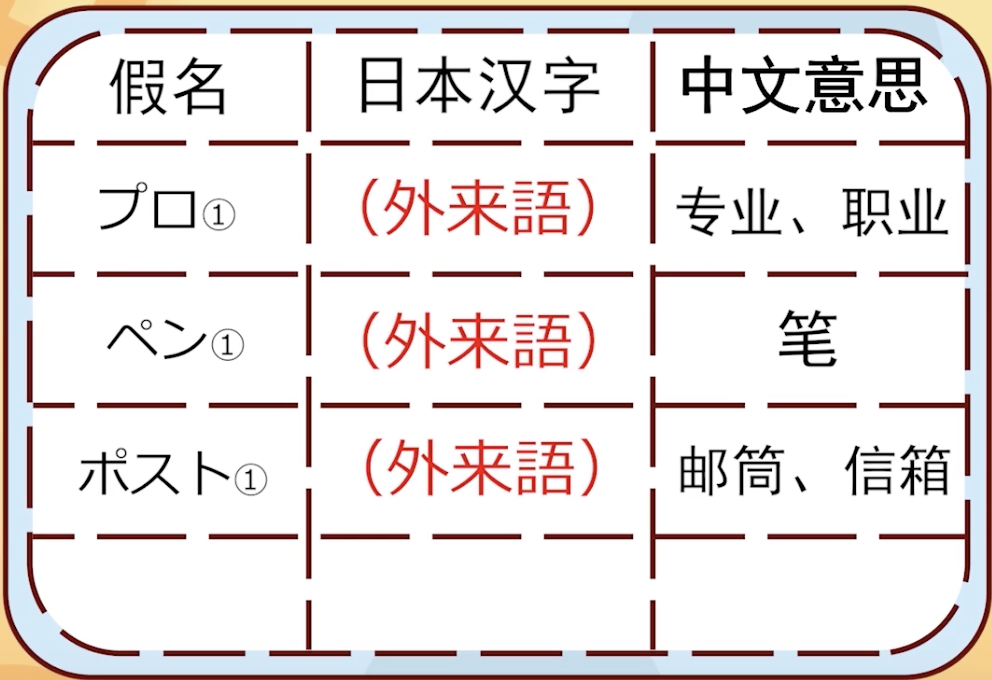 假名 日本汉字 中文意思
プロ① （外来語） 专业、职业
ペン① （外来語） 笔
ポスト① （外来語） 邮筒、信箱